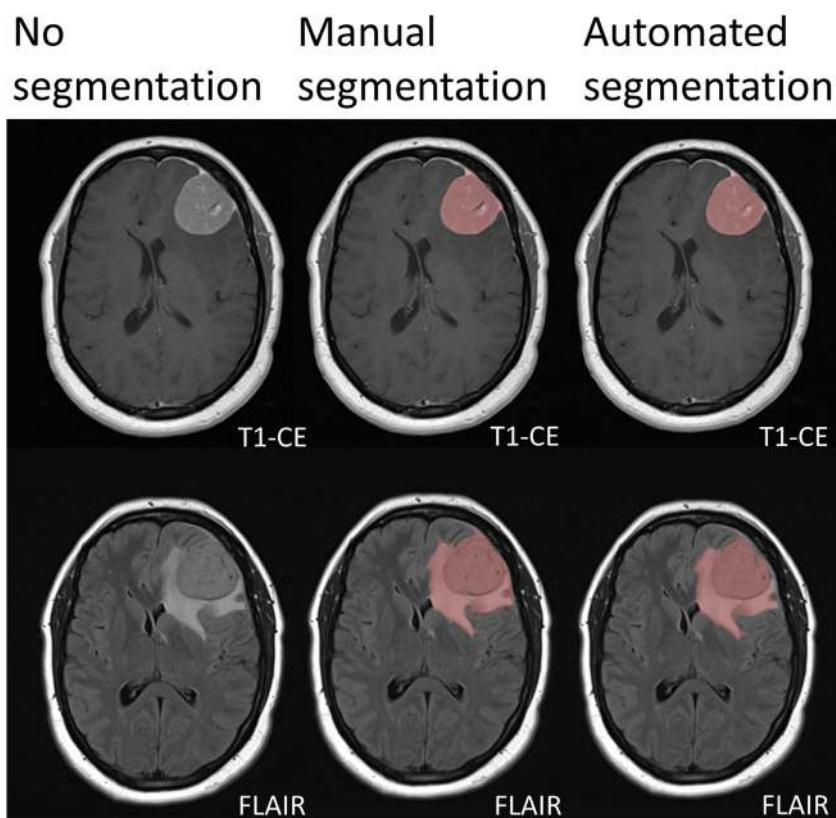 No segmentation
Manual segmentation
Automated segmentation
T1-CE
T1-CE
T1-CE
FLAIR
FLAIR
FLAIR